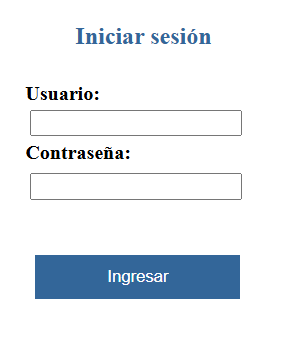 Iniciar sesión
Usuario:
Contraseña:
Ingresar